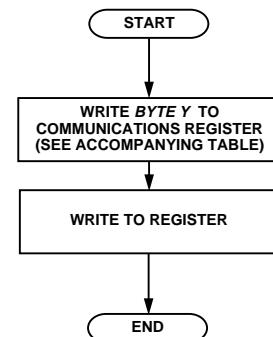 START
WRITE BYTE Y TO
COMMUNICATIONS REGISTER
(SEE ACCOMPANYING TABLE)
WRITE TO REGISTER
END